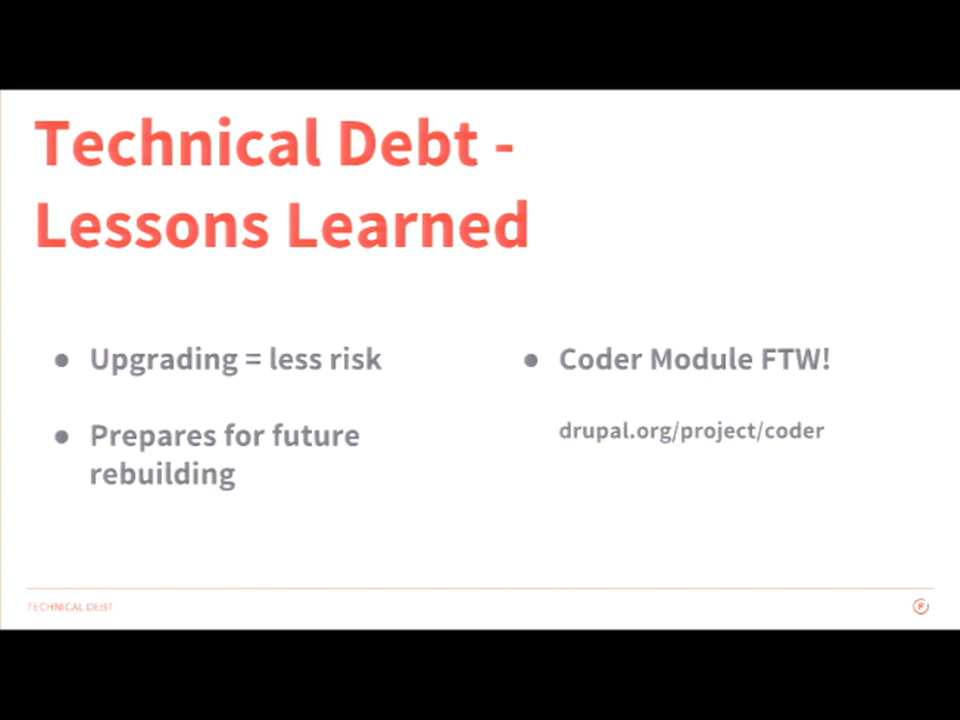 Technical Debt -
Lessons Learned
● Upgrading = less risk
● Prepares for future
rebuilding
● Coder Module FTW!
drupal.org/project/coder
TECHNICAL DEBT
F